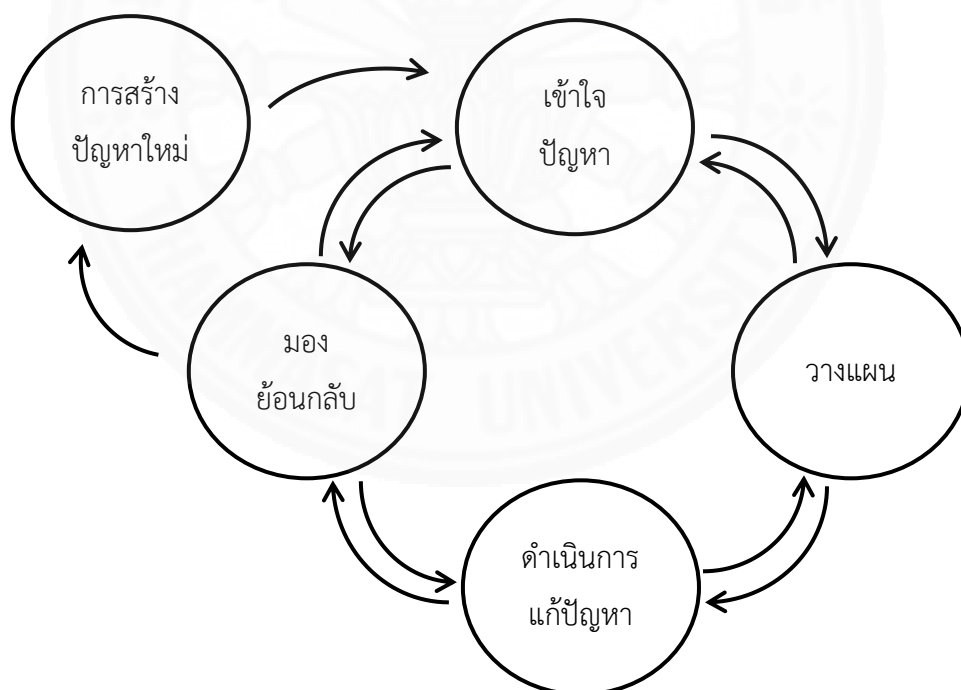 การสร้าง
ปัญหาใหม่
เข้าใจ
ปัญหา
มอง
ย้อนกลับ
วางแผน
ดำเนินการ
แก้ปัญหา